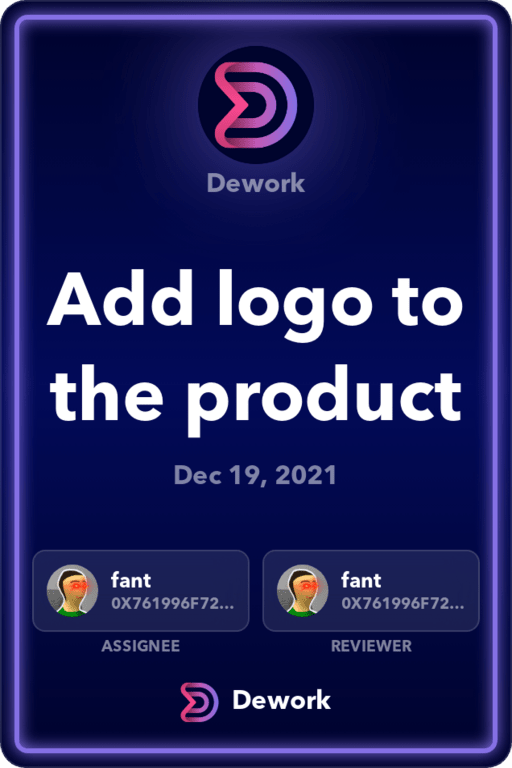 Dework
Add logo to
the product
Dec 19, 2021
fant
0X761996F72...
ASSIGNEE
fant
0X761996F72...
REVIEWER
Dework